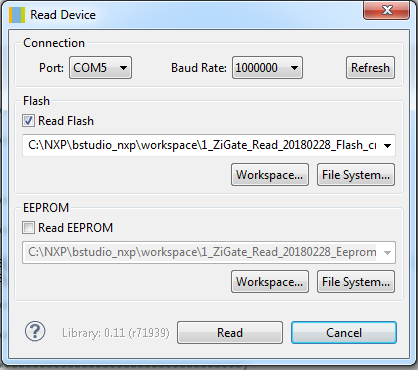 Read Device
Connection
Port: COM5 Baud Rate: 1000000 Refresh
Flash
Read Flash
C:\NXP\bstudio_nxp\workspace\1_ZiGate_Read_20180228_Flash_cr
Workspace... File System...
EEPROM
Read EEPROM
C:\NXP\bstudio_nxp\workspace\1_ZiGate_Read_20180228_Eeprom
Workspace... File System...
? Library: 0.11 (r71939) Read Cancel